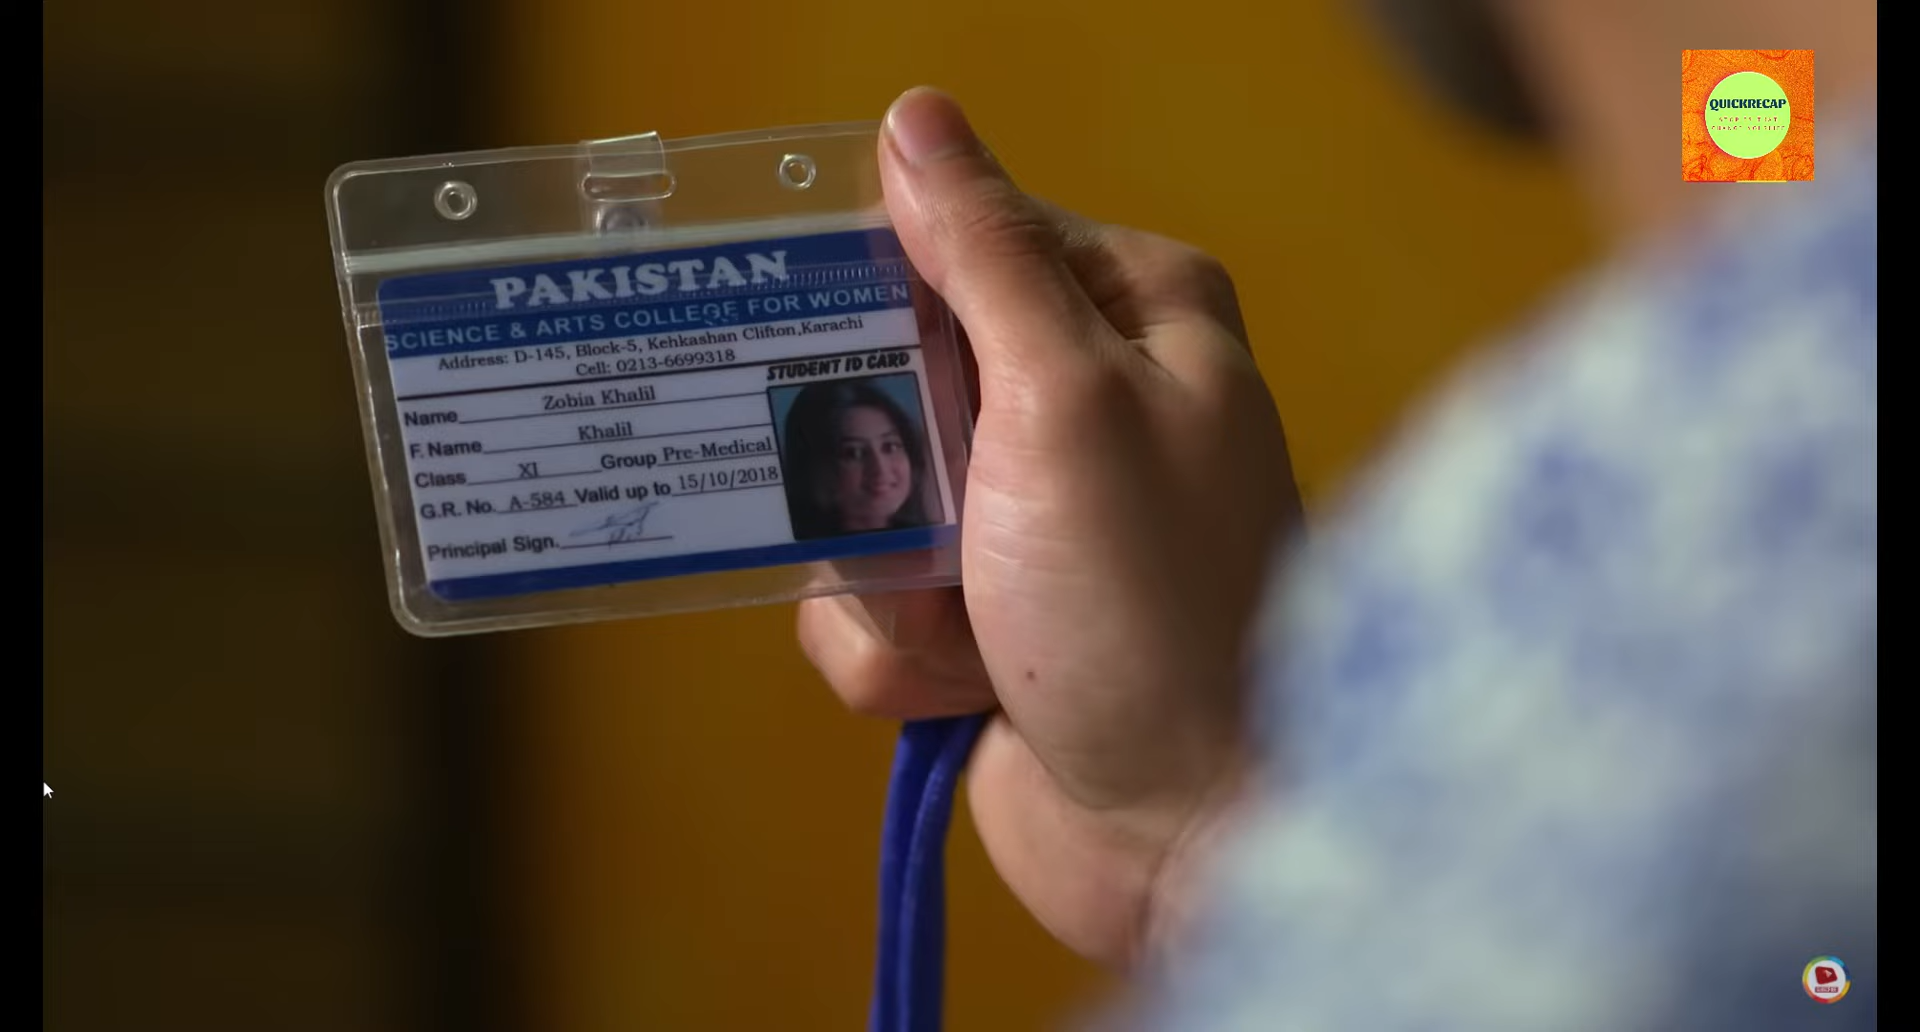 PAKISTAN
SCIENCE & ARTS COLLEGE FOR WOMEN
Address: D-145, Block-5, Kehkashan Clifton,Karachi
Cell: 0213-6699318
STUDENT ID CARD
Name Zobia Khalil
F. Name Khalil
Class XI Group Pre-Medical
G.R. No. A-584 Valid up to 15/10/2018
Principal Sign.
QUICKRECAP